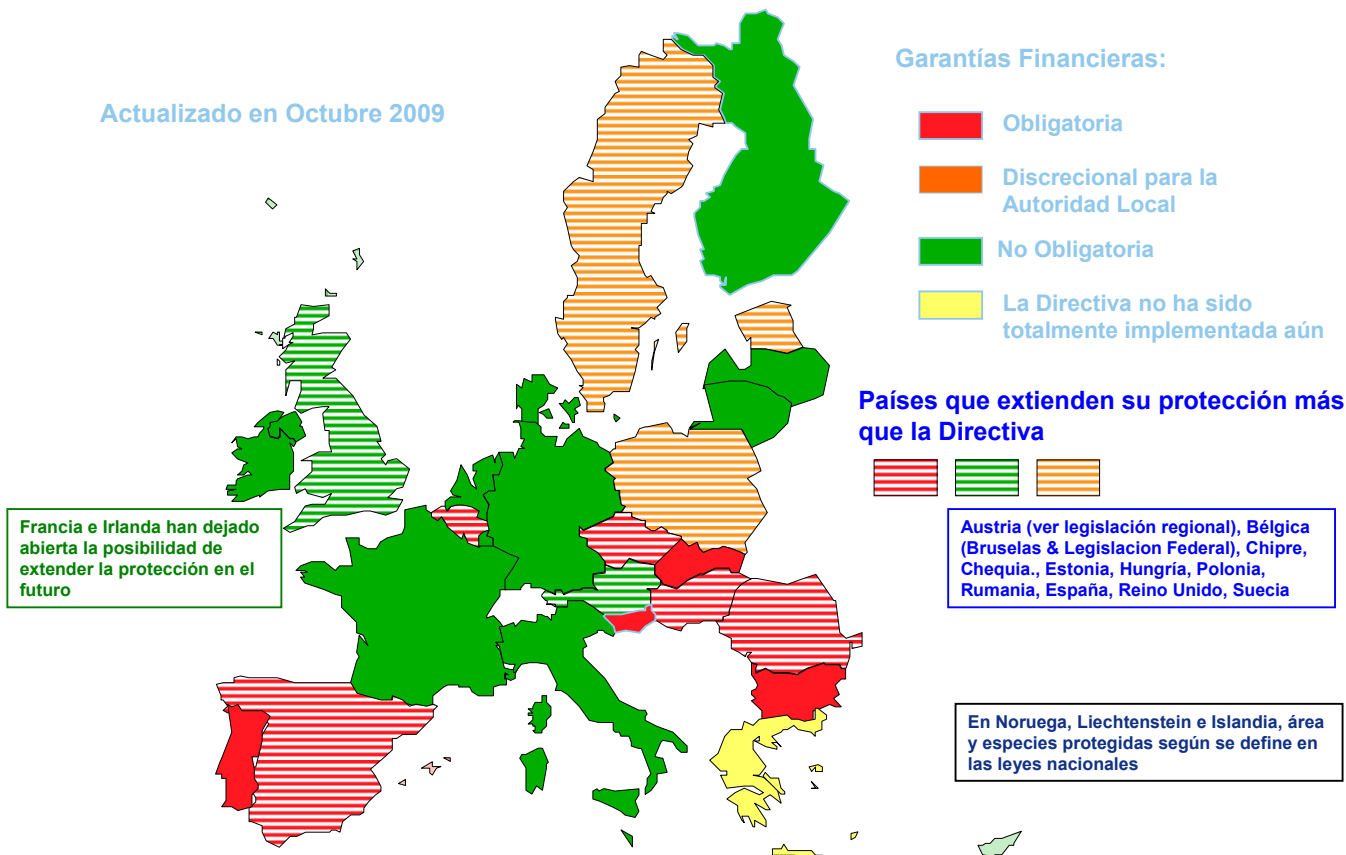 Actualizado en Octubre 2009
Garantías Financieras:
Obligatoria
Discrecional para la
Autoridad Local
No Obligatoria
La Directiva no ha sido
totalmente implementada aún
Países que extienden su protección más
que la Directiva
Austria (ver legislación regional), Bélgica
(Bruselas & Legislacion Federal), Chipre,
Chequia., Estonia, Hungría, Polonia,
Rumania, España, Reino Unido, Suecia
Francia e Irlanda han dejado
abierta la posibilidad de
extender la protección en el
futuro
En Noruega, Liechtenstein e Islandia, área
y especies protegidas según se define en
las leyes nacionales